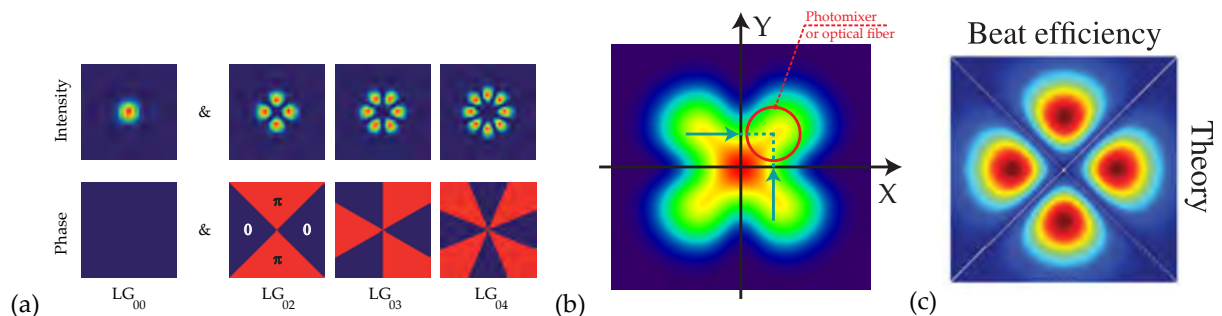 Intensity
&
Phase
&
π
0
0
π
LG00
LG02
LG03
LG04
(a)
Y
X
Photomixer
or optical fiber
(b)
Beat efficiency
Theory
(c)